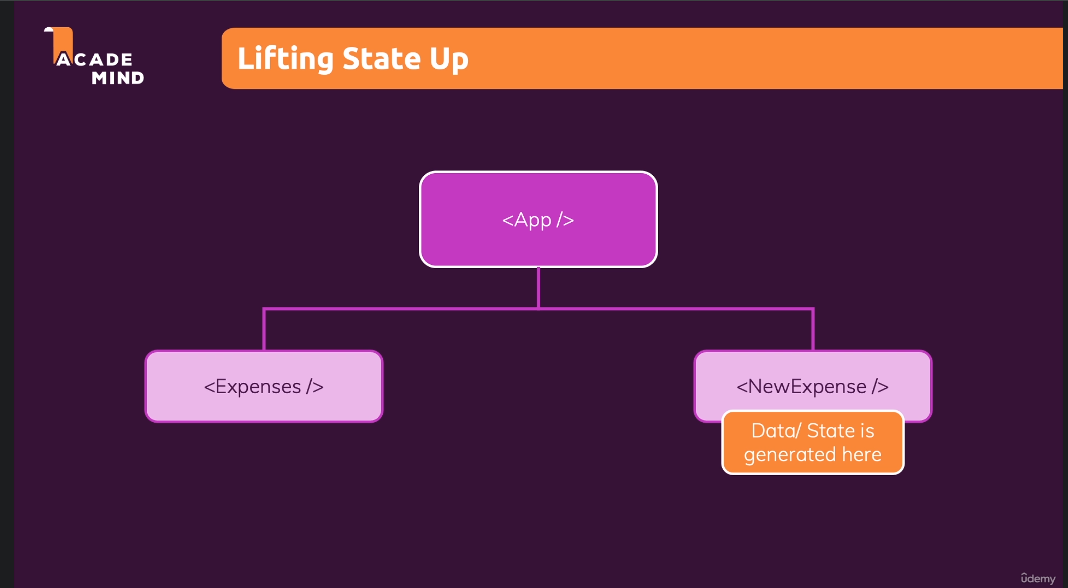 ACADE
MIND
Lifting State Up
<App />
<Expenses />
<NewExpense />
Data/ State is
generated here
ûdemy